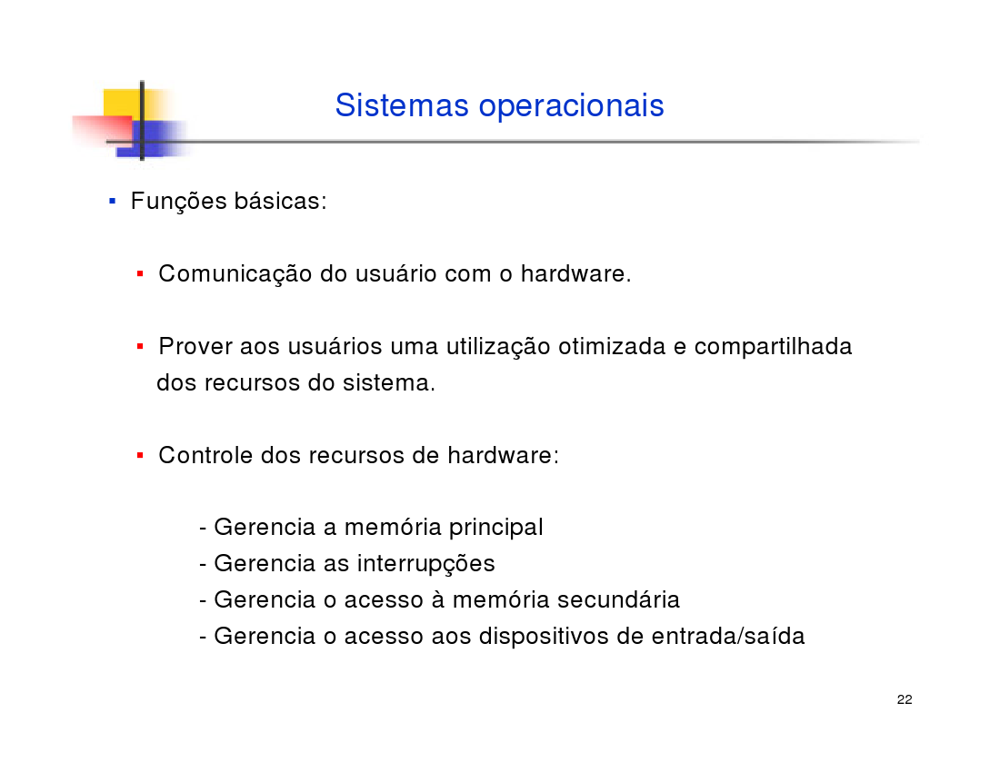 Sistemas operacionais
▪ Funções básicas:
▪ Comunicação do usuário com o hardware.
▪ Prover aos usuários uma utilização otimizada e compartilhada
dos recursos do sistema.
▪ Controle dos recursos de hardware:
- Gerencia a memória principal
- Gerencia as interrupções
- Gerencia o acesso à memória secundária
- Gerencia o acesso aos dispositivos de entrada/saída
22